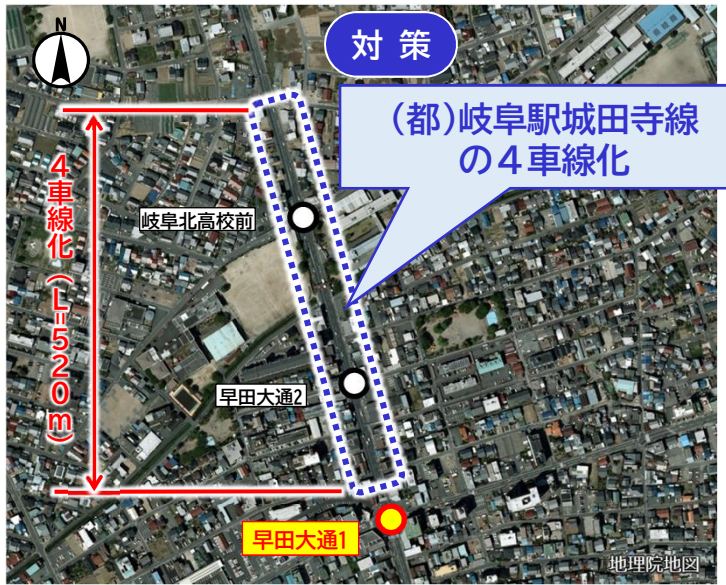 N
対策
(都)岐阜駅城田寺線
の4車線化
4車線化(L=520m)
岐阜北高校前
早田大通2
早田大通1
地理院地図